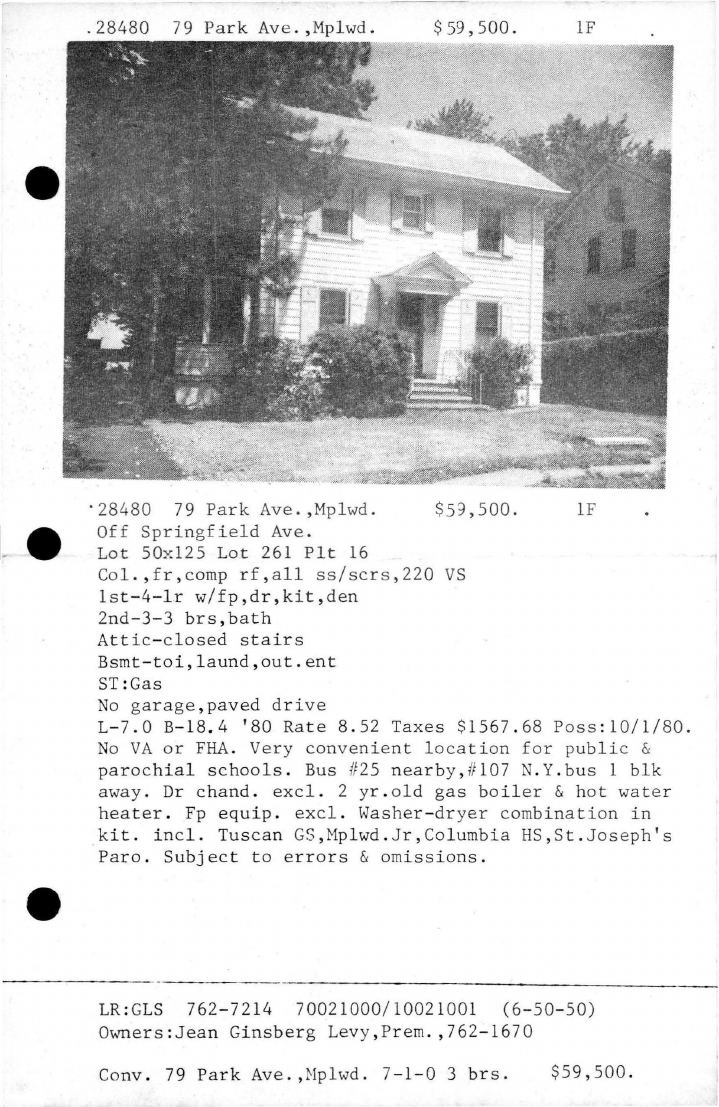 .28480 79 Park Ave.,Mplwd. $59,500. 1F .
·28480 79 Park Ave.,Mplwd. $59,500. 1F .
Off Springfield Ave.
Lot 50x125 Lot 261 Plt 16
Col.,fr,comp rf,all ss/scrs,220 VS
1st-4-lr w/fp,dr,kit,den
2nd-3-3 brs,bath
Attic-closed stairs
Bsmt-toi,laund,out.ent
ST:Gas
No garage,paved drive
L-7.0 B-18.4 '80 Rate 8.52 Taxes $1567.68 Poss:10/1/80.
No VA or FHA. Very convenient location for public &
parochial schools. Bus #25 nearby,#107 N.Y.bus 1 blk
away. Dr chand. excl. 2 yr.old gas boiler & hot water
heater. Fp equip. excl. Washer-dryer combination in
kit. incl. Tuscan GS,Mplwd.Jr,Columbia HS,St.Joseph's
Paro. Subject to errors & omissions.
LR:GLS 762-7214 70021000/10021001 (6-50-50)
Owners:Jean Ginsberg Levy,Prem.,762-1670
Conv. 79 Park Ave.,Mplwd. 7-1-0 3 brs. $59,500.